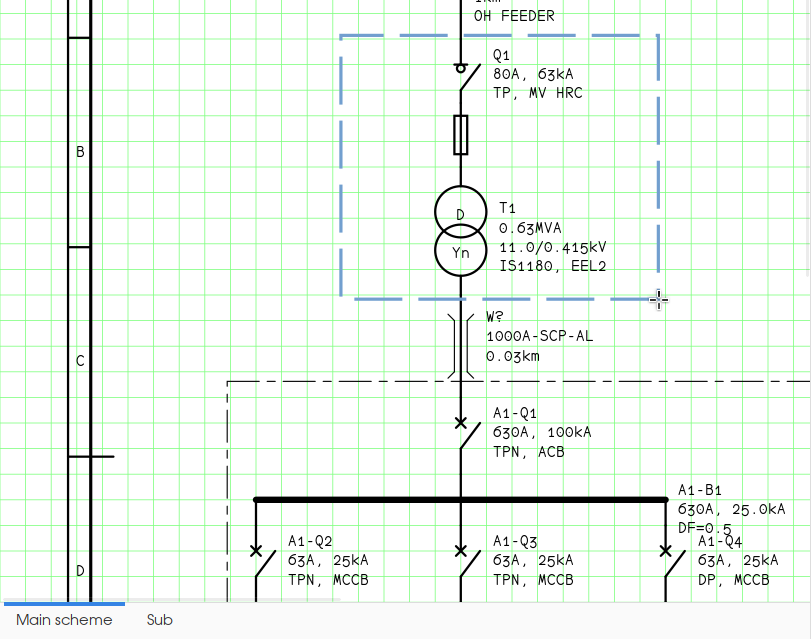 OH FEEDER
Q1
80A, 63kA
TP, MV HRC
B
T1
D
0.63MVA
11.0/0.415kV
Yn
IS1180, EEL2
W?
1000A-SCP-AL
0.03km
C
A1-Q1
630A, 100kA
TPN, ACB
A1-B1
630A, 25.0kA
DF=0.5
A1-Q2
63A, 25kA
TPN, MCCB
A1-Q3
63A, 25kA
TPN, MCCB
A1-Q4
63A, 25kA
DP, MCCB
D
Main scheme
Sub